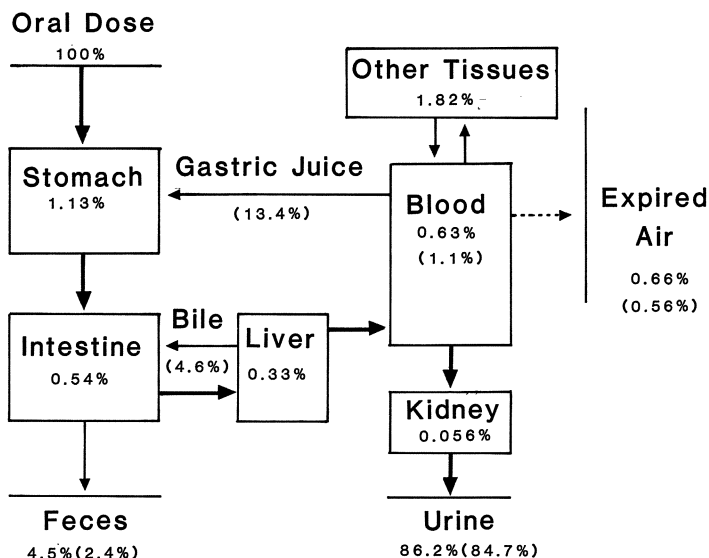 Oral Dose
100%
Other Tissues
1.82%
Stomach
1.13%
Gastric Juice
(13.4%)
Blood
0.63%
(1.1%)
Expired
Air
0.66%
(0.56%)
Intestine
0.54%
Bile
(4.6%)
Liver
0.33%
Kidney
0.056%
Feces
4.5%(2.4%)
Urine
86.2%(84.7%)